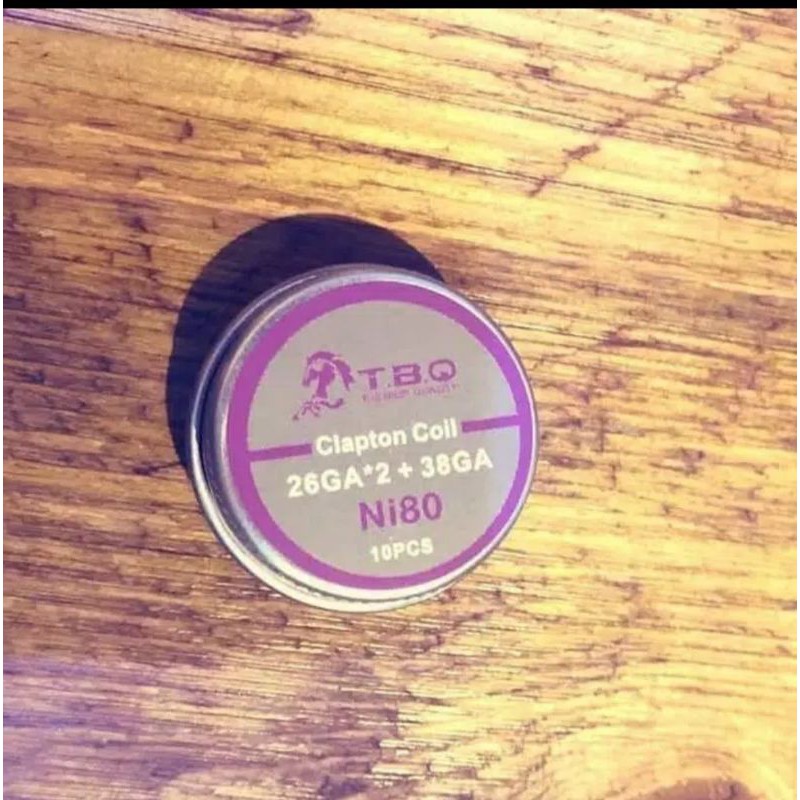 T.B.Q
Clapton Coil
26GA*2 + 38GA
Ni80
10PCS